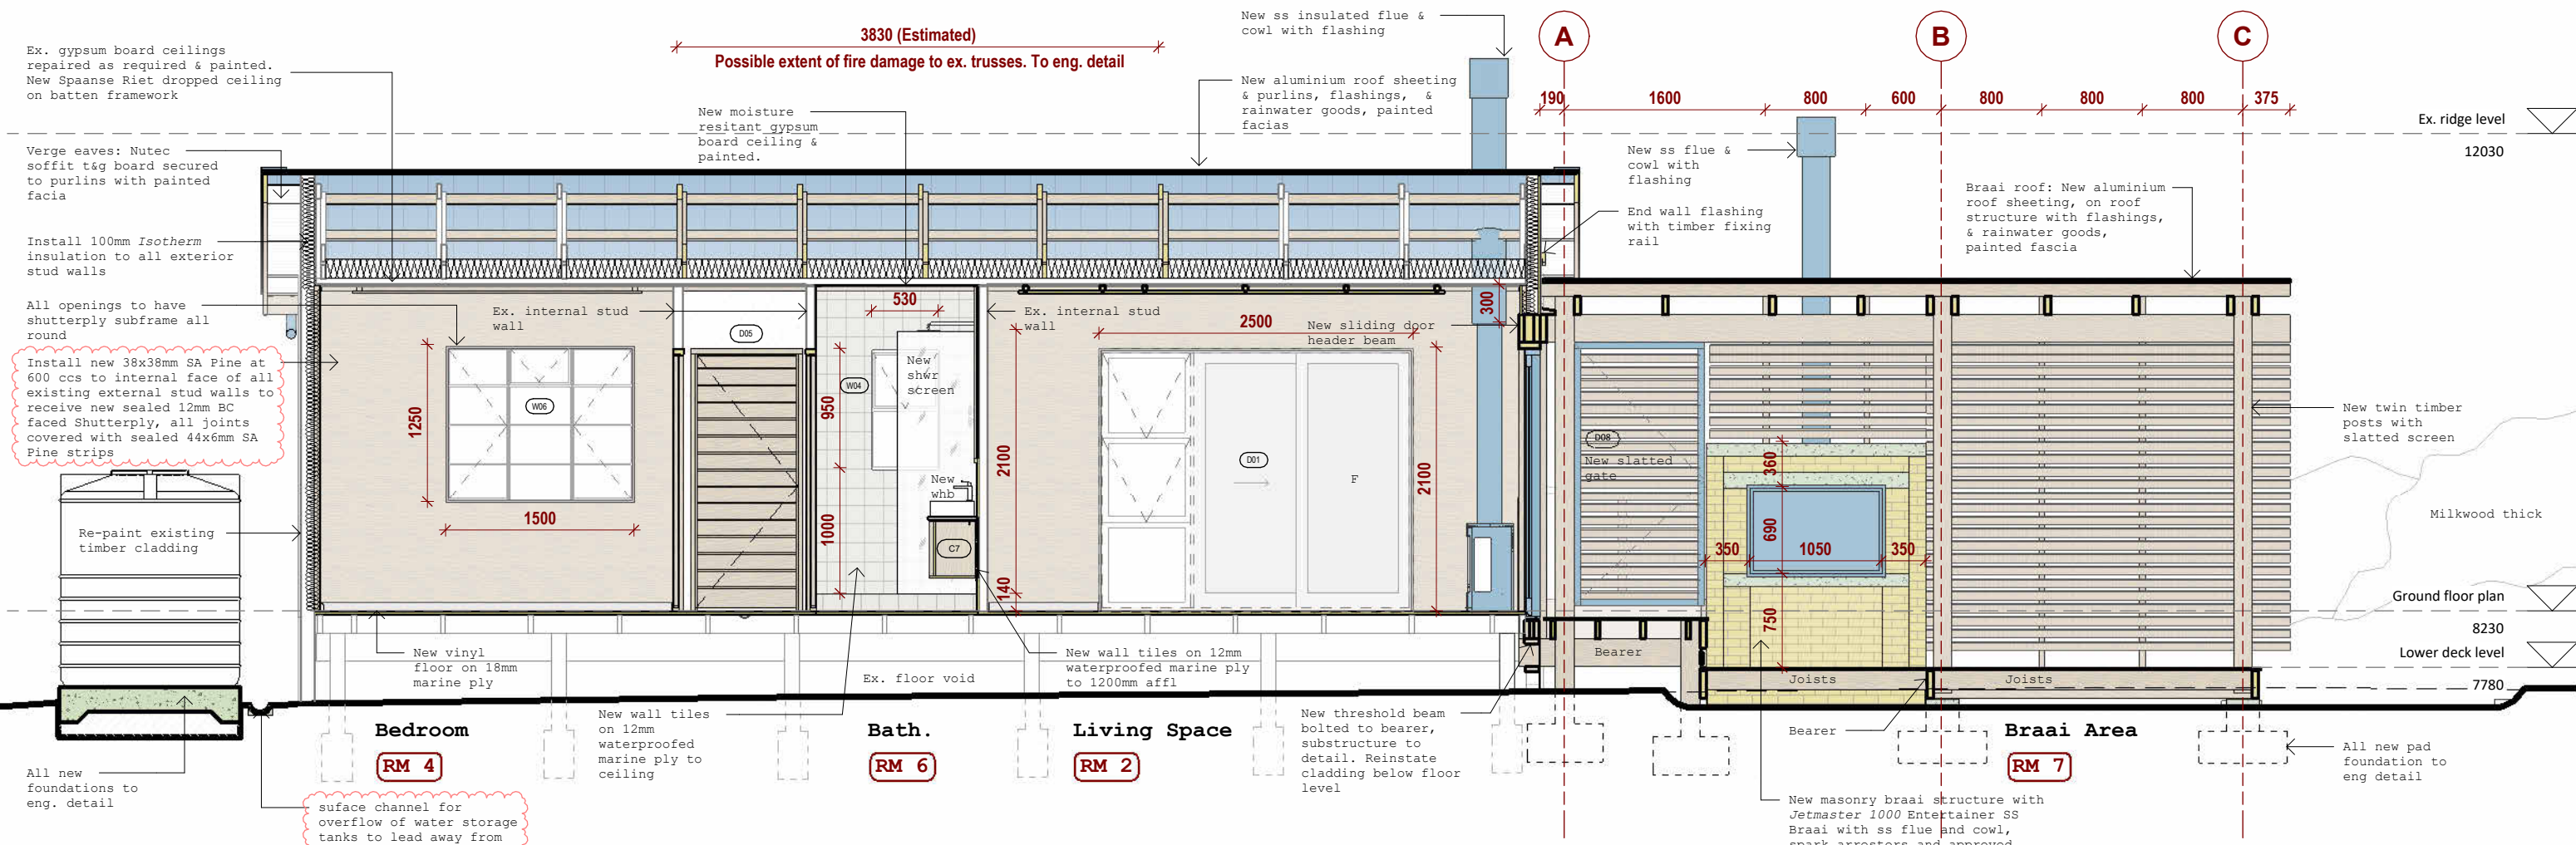 Ex. gypsum board ceilings
repaired as required & painted.
New Spaanse Riet dropped ceiling
on batten framework
Verge eaves: Nutec
soffit t&g board secured
to purlins with painted
facia
Install 100mm Isotherm
insulation to all exterior
stud walls
All openings to have
shutterply subframe all
round
Install new 38x38mm SA Pine at
600 ccs to internal face of all
existing external stud walls to
receive new sealed 12mm BC
faced Shutterply, all joints
covered with sealed 44x6mm SA
Pine strips
Re-paint existing
timber cladding
All new
foundations to
eng. detail
suface channel for
overflow of water storage
tanks to lead away from
3830 (Estimated)
Possible extent of fire damage to ex. trusses. To eng. detail
New moisture
resitant gypsum
board ceiling &
painted.
New ss insulated flue &
cowl with flashing
New aluminium roof sheeting
& purlins, flashings, &
rainwater goods, painted
facias
A
B
C
190
1600
800
600
800
800
800
375
Ex. ridge level
12030
New ss flue &
cowl with
flashing
Braai roof: New aluminium
roof sheeting, on roof
structure with flashings,
& rainwater goods,
painted fascia
End wall flashing
with timber fixing
rail
Ex. internal stud
wall
D05
530
Ex. internal stud
wall
2500
New sliding door
header beam
300
1250
W06
1500
W04
950
1000
New
shwr
screen
New
whb
C7
2100
140
D01
F
2100
D08
New slatted
gate
360
690
750
350
1050
350
New twin timber
posts with
slatted screen
Milkwood thick
Ground floor plan
8230
Lower deck level
7780
New vinyl
floor on 18mm
marine ply
Ex. floor void
New wall tiles on 12mm
waterproofed marine ply
to 1200mm affl
Bearer
Joists
Joists
Bedroom
RM 4
New wall tiles
on 12mm
waterproofed
marine ply to
ceiling
Bath.
RM 6
Living Space
RM 2
New threshold beam
bolted to bearer,
substructure to
detail. Reinstate
cladding below floor
level
Bearer
Braai Area
RM 7
All new pad
foundation to
eng detail
New masonry braai structure with
Jetmaster 1000 Entertainer SS
Braai with ss flue and cowl,
spark arrestors and approved